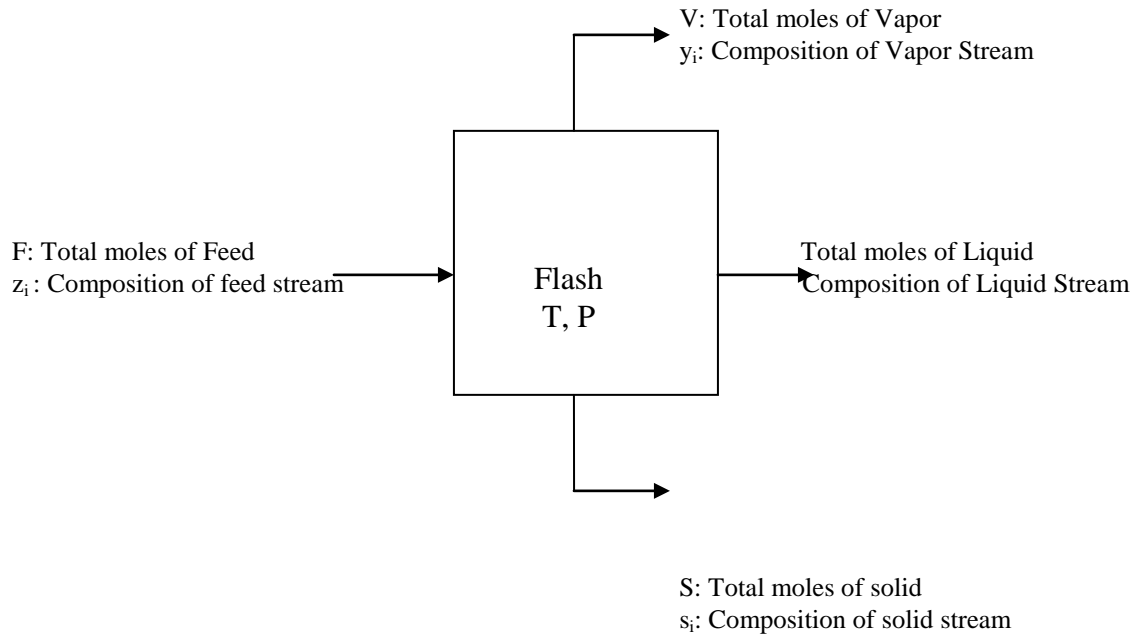 V: Total moles of Vapor
yi: Composition of Vapor Stream
F: Total moles of Feed
zi : Composition of feed stream
Flash
T, P
Total moles of Liquid
Composition of Liquid Stream
S: Total moles of solid
si: Composition of solid stream